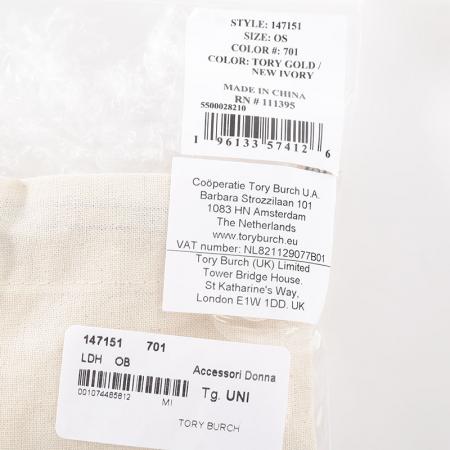 STYLE: 147151
SIZE: OS
COLOR #: 701
COLOR: TORY GOLD /
NEW IVORY
MADE IN CHINA
RN # 111395
5500028210
1 96133 57412 6
Coöperatie Tory Burch U.A.
Barbara Strozzilaan 101
1083 HN Amsterdam
The Netherlands
www.toryburch.eu
VAT number: NL821129077B01
Tory Burch (UK) Limited
Tower Bridge House.
St Katharine's Way,
London E1W 1DD. UK
147151 701
LDH OB
Accessori Donna
001074485812
MI
Tg. UNI
TORY BURCH